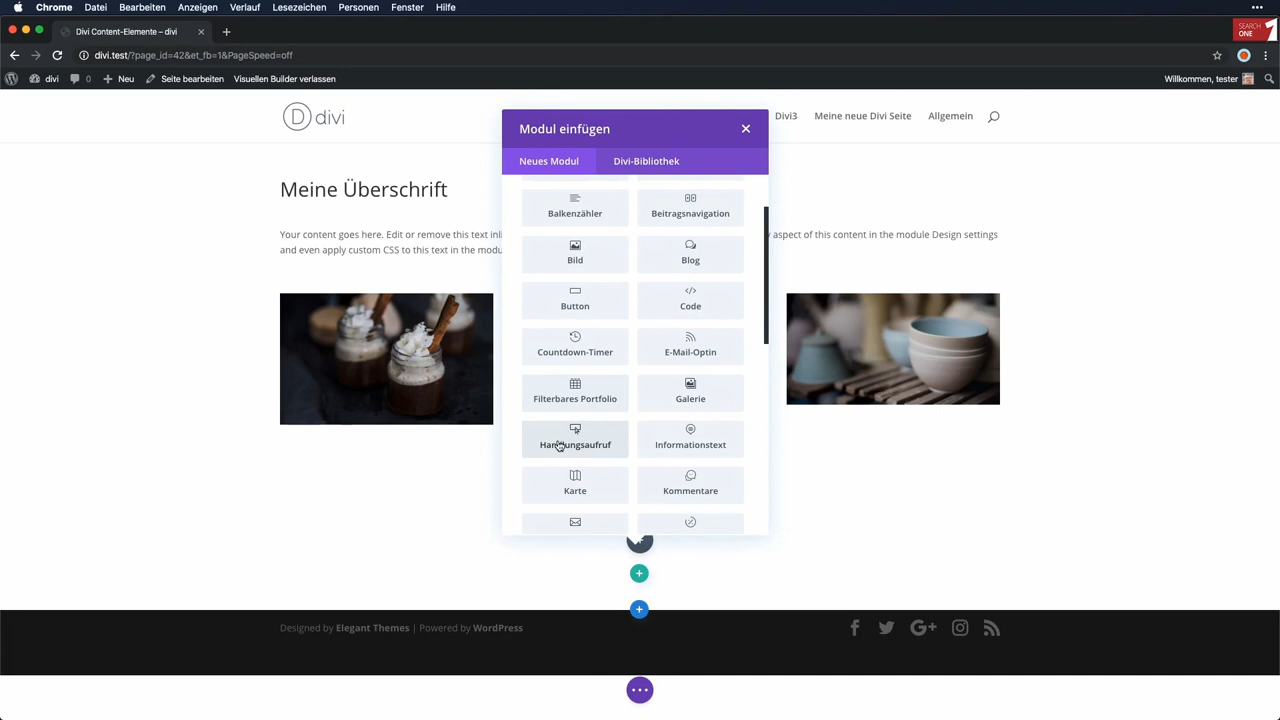 Chrome Datei Bearbeiten Anzeigen Verlauf Lesezeichen Personen Fenster Hilfe
Divi Content-Elemente – divi
SEARCH ONE 1
divi.test/?page_id=42&et_fb=1&PageSpeed=off
divi 0 Neu Seite bearbeiten Visuellen Builder verlassen Willkommen, tester
D divi
Divi3 Meine neue Divi Seite Allgemein
Modul einfügen
Neues Modul Divi-Bibliothek
Meine Überschrift
Your content goes here. Edit or remove this text inl
y aspect of this content in the module Design settings
and even apply custom CSS to this text in the modu
Balkenzähler Beitragsnavigation
Bild Blog
Button Code
Countdown-Timer E-Mail-Optin
Filterbares Portfolio Galerie
Handlungsaufruf Informationstext
Karte Kommentare
Designed by Elegant Themes | Powered by WordPress